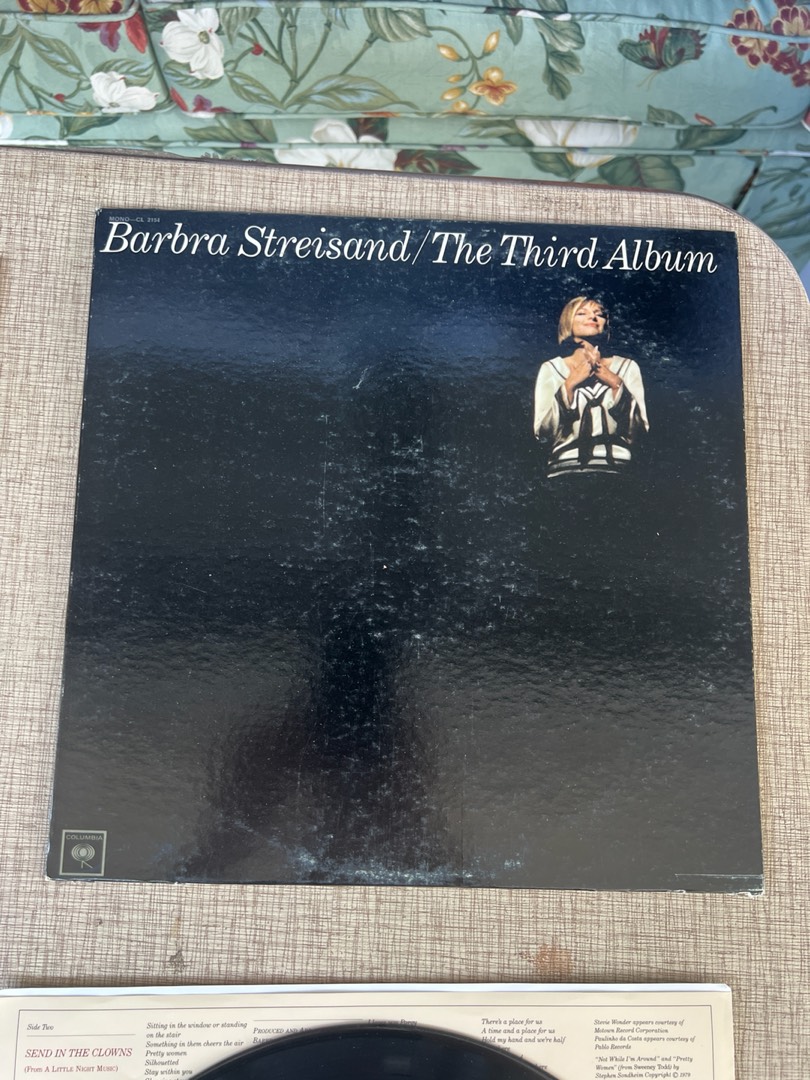 MONO—CL 2154
Barbra Streisand/The Third Album
COLUMBIA
Side Two
SEND IN THE CLOWNS
(From A LITTLE NIGHT MUSIC)
Sitting in the window or standing
on the stair
Something in them cheers the air
Pretty women
Silhouetted
Stay within you
PRODUCED AND
There's a place for us
A time and a place for us
Hold my hand and we're half
Stevie Wonder appears courtesy of
Motown Record Corporation
Paulinho da Costa appears courtesy of
Pablo Records
"Not While I'm Around" and "Pretty
Women" (from Sweeney Todd) by
Stephen Sondheim Copyright © 1979